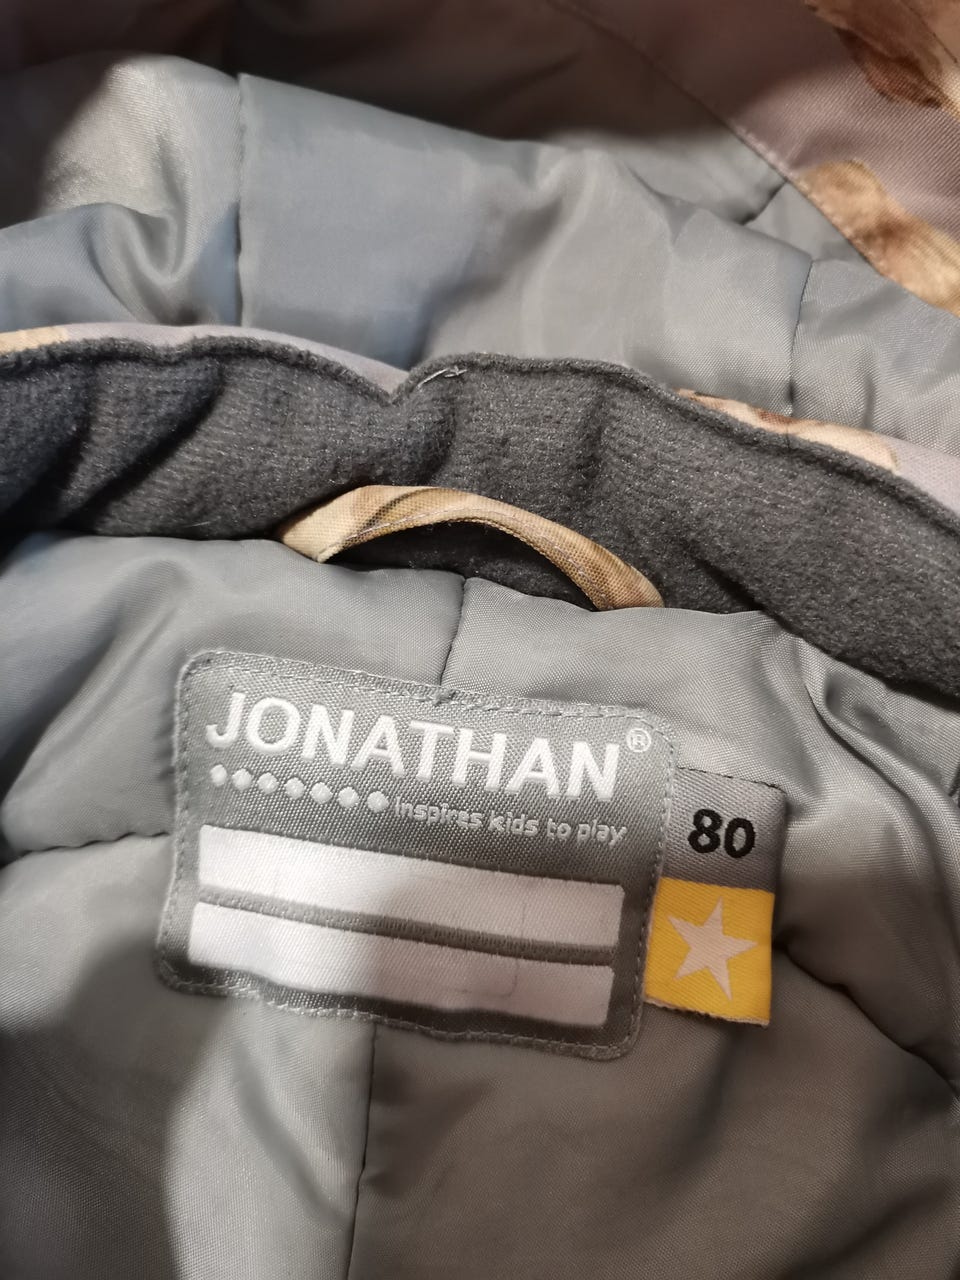 JONATHAN®
inspires kids to play
80